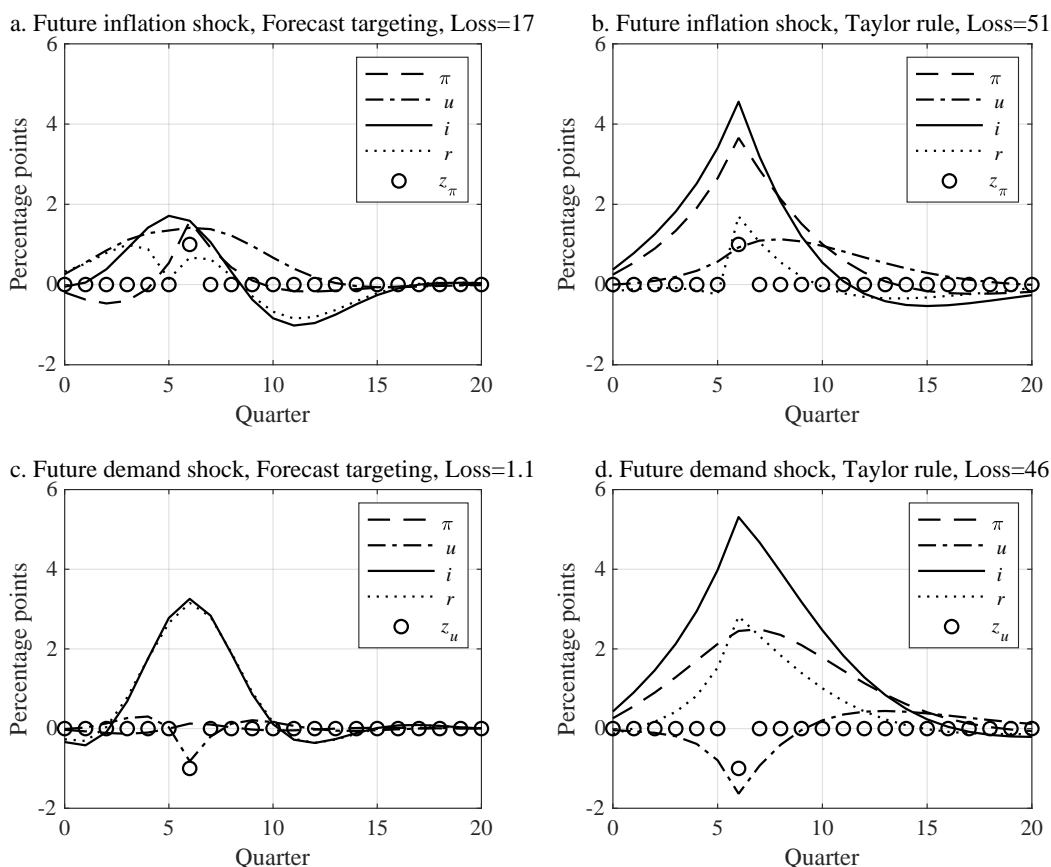 a. Future inflation shock, Forecast targeting, Loss=17
6
4
2
0
-2
Percentage points
π
u
i
r
z_π
0 5 10 15 20
Quarter
b. Future inflation shock, Taylor rule, Loss=51
6
4
2
0
-2
Percentage points
π
u
i
r
z_π
0 5 10 15 20
Quarter
c. Future demand shock, Forecast targeting, Loss=1.1
6
4
2
0
-2
Percentage points
π
u
i
r
z_u
0 5 10 15 20
Quarter
d. Future demand shock, Taylor rule, Loss=46
6
4
2
0
-2
Percentage points
π
u
i
r
z_u
0 5 10 15 20
Quarter